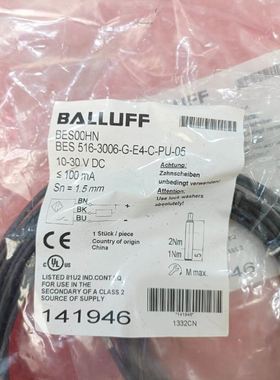 BALLUFF
BES00HN
BES 516-3006-G-E4-C-PU-05
10-30 V DC
≤ 100 mA
Sn = 1.5 mm
BN
BK
BU
Achtung:
Zahnscheiben
unbedingt verwenden!
Attention:
Use lock washers!
CE
UL
1 Stück / piece
Country of origin
China
2Nm
1Nm
M max.
LISTED 81U2 IND.CONT.EQ
FOR USE IN THE
SECONDARY OF A CLASS 2
SOURCE OF SUPPLY
141946
*141946*
1332CN